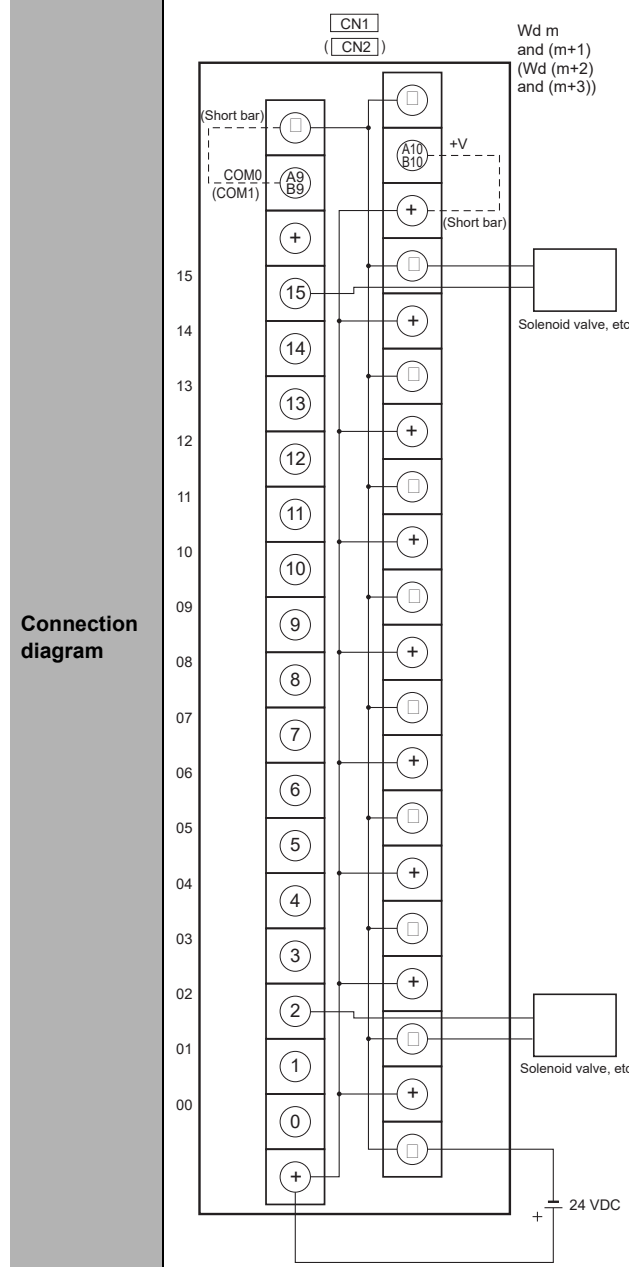 Connection
diagram
CN1
( CN2 )
Wd m
and (m+1)
(Wd (m+2)
and (m+3))
(Short bar)
COM0
(COM1)
A9
B9
+
A10
B10
+V
+
(Short bar)
15
15
Solenoid valve, etc
14
14
+
13
13
12
12
+
11
11
10
10
+
09
9
08
8
+
07
7
06
6
+
05
5
04
4
+
03
3
02
2
+
01
1
Solenoid valve, etc
00
0
+
+
+
24 VDC